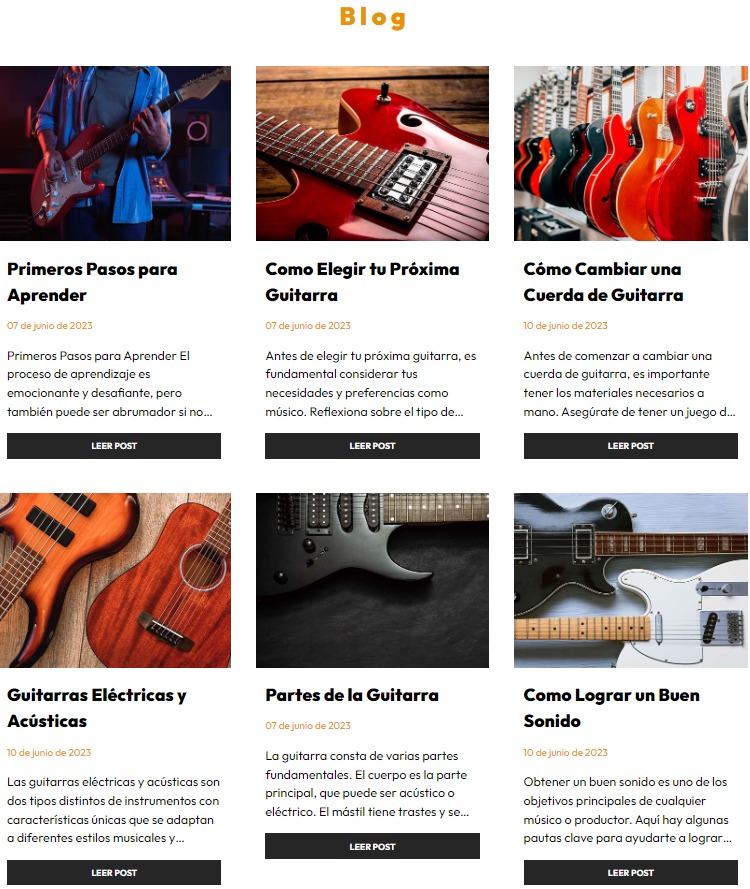 Blog
Primeros Pasos para
Aprender
07 de junio de 2023
Primeros Pasos para Aprender El
proceso de aprendizaje es
emocionante y desafiante, pero
también puede ser abrumador si no...
LEER POST
Como Elegir tu Próxima
Guitarra
07 de junio de 2023
Antes de elegir tu próxima guitarra, es
fundamental considerar tus
necesidades y preferencias como
músico. Reflexiona sobre el tipo de...
LEER POST
Cómo Cambiar una
Cuerda de Guitarra
10 de junio de 2023
Antes de comenzar a cambiar una
cuerda de guitarra, es importante
tener los materiales necesarios a
mano. Asegúrate de tener un juego d...
LEER POST
Guitarras Eléctricas y
Acústicas
10 de junio de 2023
Las guitarras eléctricas y acústicas son
dos tipos distintos de instrumentos con
características únicas que se adaptan
a diferentes estilos musicales y...
LEER POST
Partes de la Guitarra
07 de junio de 2023
La guitarra consta de varias partes
fundamentales. El cuerpo es la parte
principal, que puede ser acústico o
eléctrico. El mástil tiene trastes y se...
LEER POST
Como Lograr un Buen
Sonido
10 de junio de 2023
Obtener un buen sonido es uno de los
objetivos principales de cualquier
músico o productor. Aquí hay algunas
pautas clave para ayudarte a lograr...
LEER POST